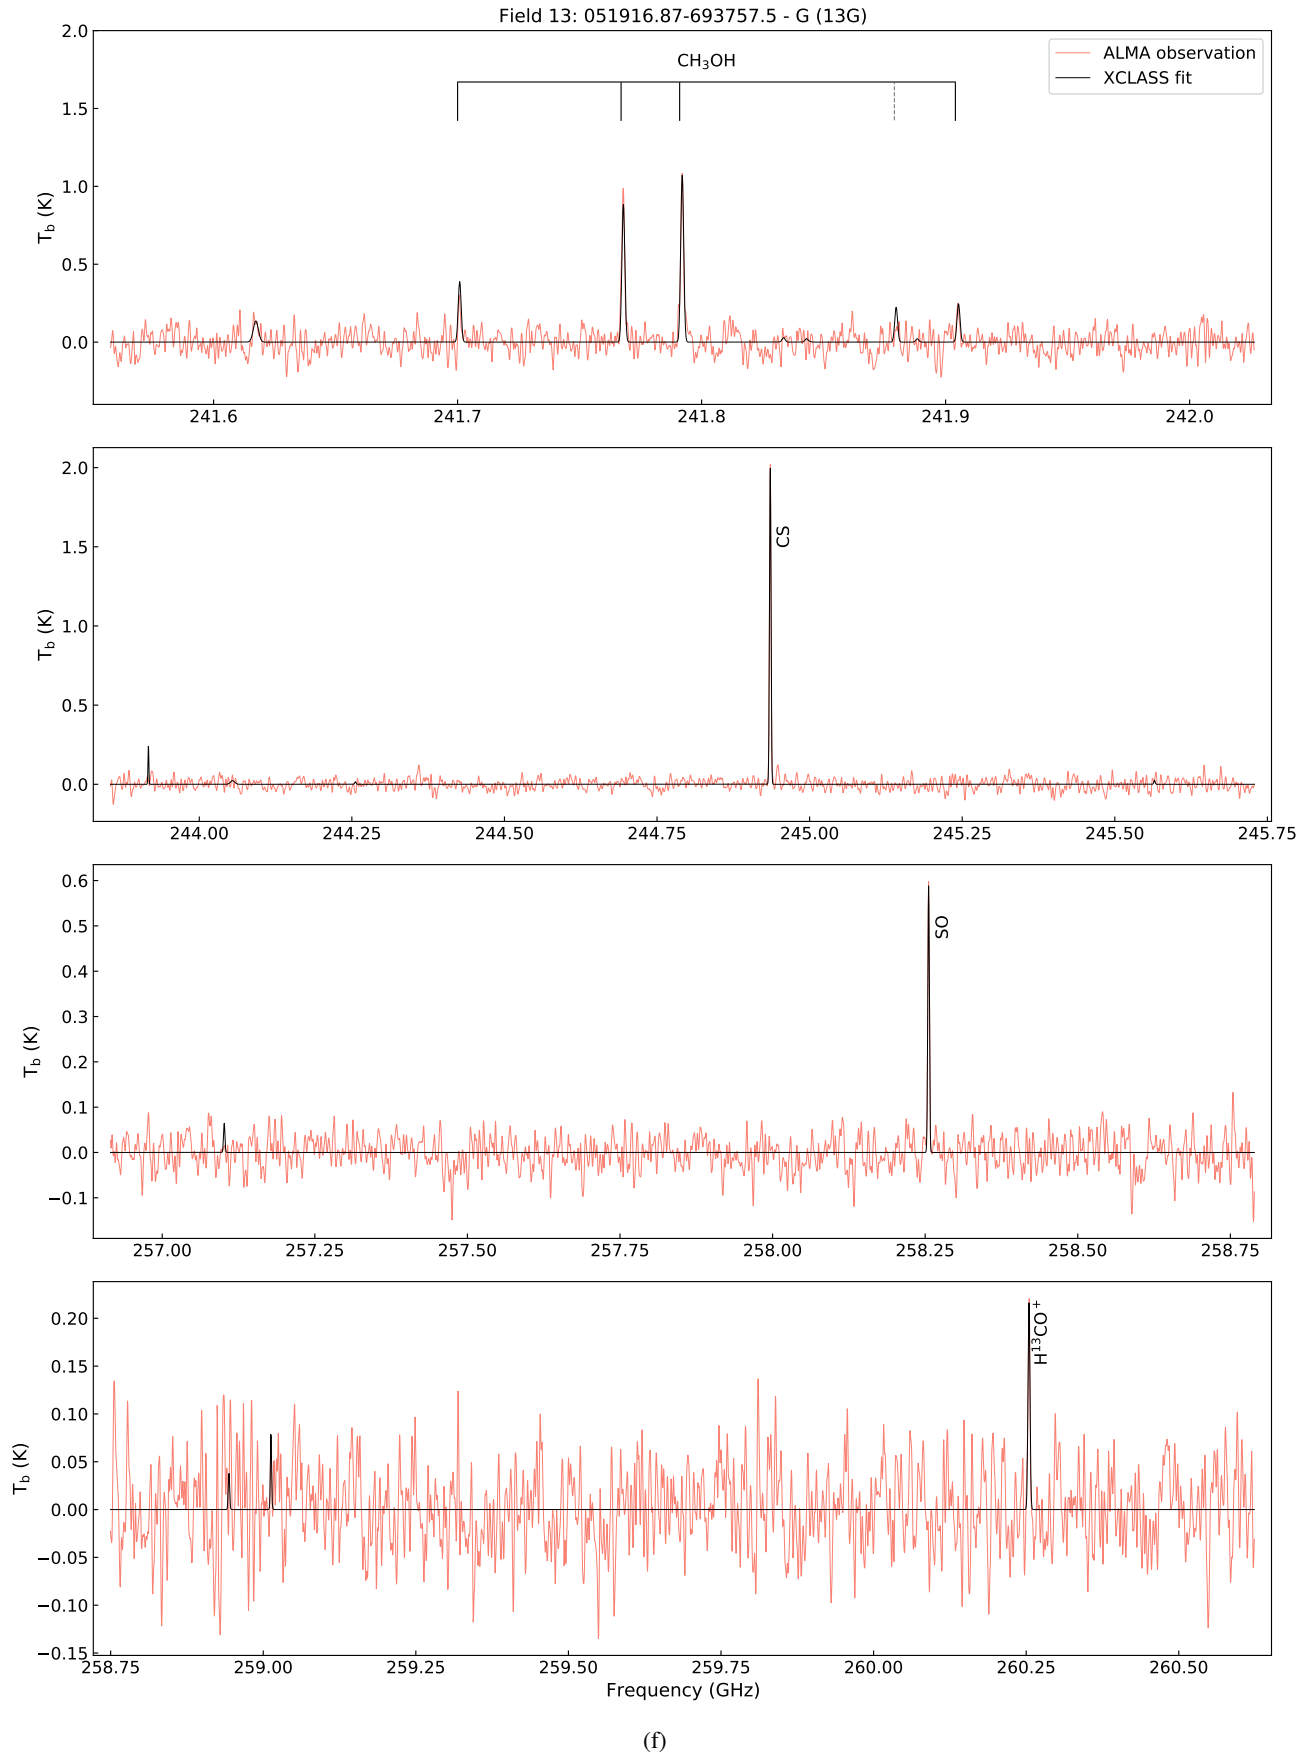 Field 13: 051916.87-693757.5 - G (13G)
2.0
1.5
1.0
0.5
0.0
T_b (K)
CH₃OH
ALMA observation
XCLASS fit
241.6 241.7 241.8 241.9 242.0
2.0
1.5
1.0
0.5
0.0
T_b (K)
CS
244.00 244.25 244.50 244.75 245.00 245.25 245.50 245.75
0.6
0.5
0.4
0.3
0.2
0.1
0.0
−0.1
T_b (K)
SO
257.00 257.25 257.50 257.75 258.00 258.25 258.50 258.75
0.20
0.15
0.10
0.05
0.00
−0.05
−0.10
−0.15
T_b (K)
H¹³CO⁺
258.75 259.00 259.25 259.50 259.75 260.00 260.25 260.50
Frequency (GHz)
(f)